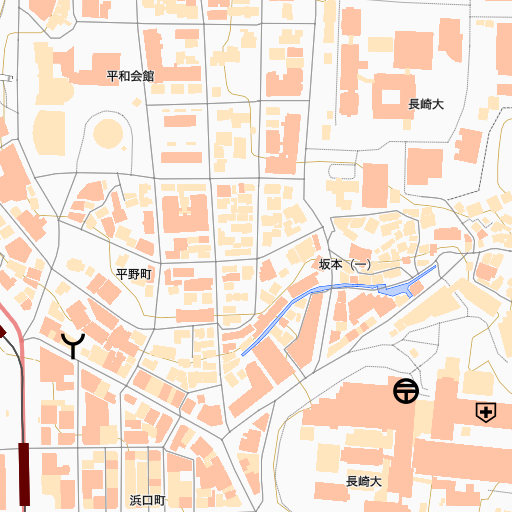 平和会館
長崎大
坂本（一）
平野町
長崎大
浜口町